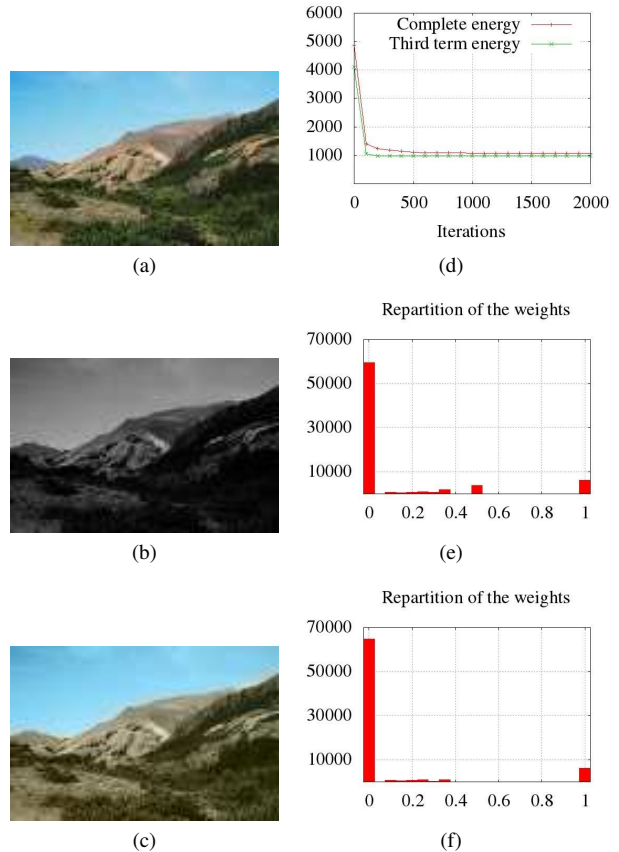 (a)
6000
5000
4000
3000
2000
1000
Complete energy
Third term energy
0 500 1000 1500 2000
Iterations
(d)
(b)
Repartition of the weights
70000
50000
30000
10000
0 0.2 0.4 0.6 0.8 1
(e)
(c)
Repartition of the weights
70000
50000
30000
10000
0 0.2 0.4 0.6 0.8 1
(f)